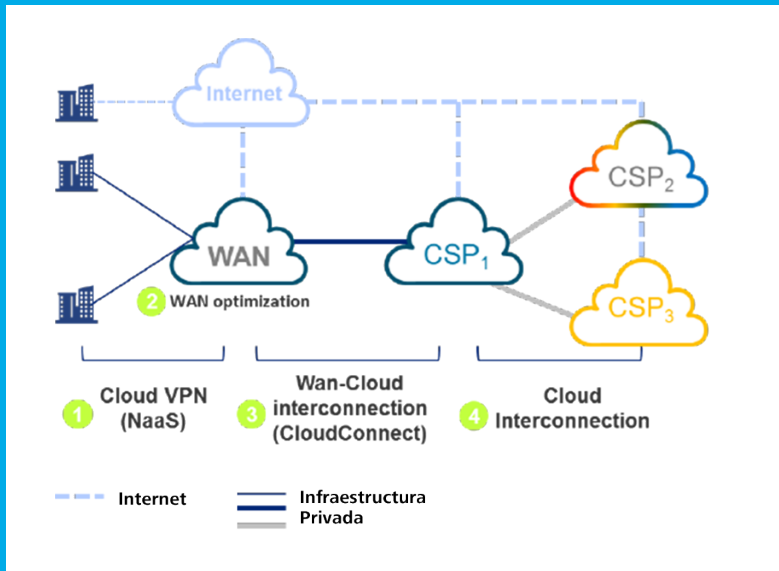 Internet
CSP₂
WAN
CSP₁
2 WAN optimization
CSP₃
1 Cloud VPN
(NaaS)
3 Wan-Cloud
interconnection
(CloudConnect)
4 Cloud
Interconnection
Internet
Infraestructura
Privada